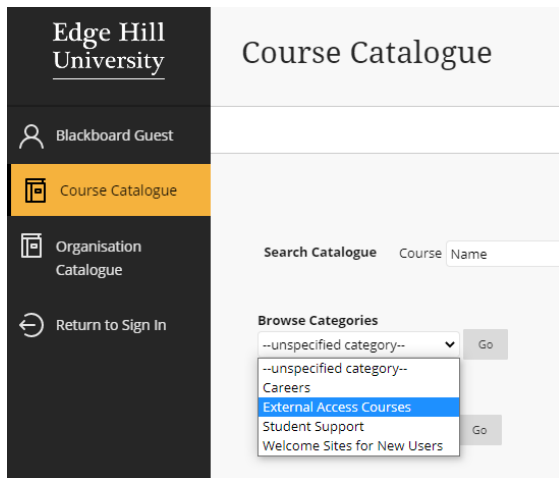 Edge Hill
University
Course Catalogue
Blackboard Guest
Course Catalogue
Organisation
Catalogue
Return to Sign In
Search Catalogue Course Name
Browse Categories
--unspecified category-- Go
--unspecified category--
Careers
External Access Courses
Student Support Go
Welcome Sites for New Users